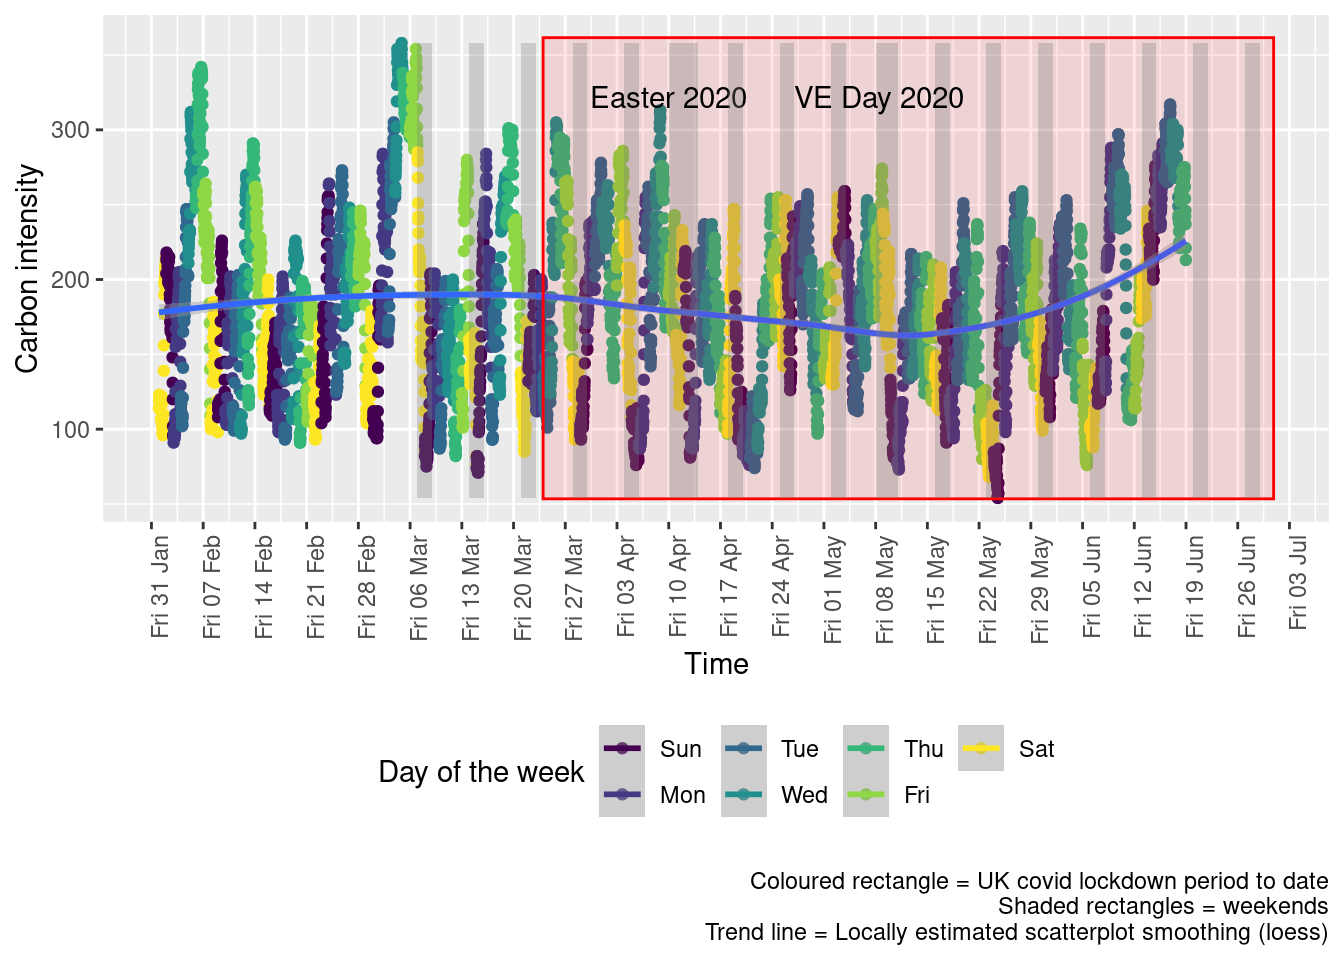 Easter 2020 VE Day 2020
300
200
100
Carbon intensity
Fri 31 Jan
Fri 07 Feb
Fri 14 Feb
Fri 21 Feb
Fri 28 Feb
Fri 06 Mar
Fri 13 Mar
Fri 20 Mar
Fri 27 Mar
Fri 03 Apr
Fri 10 Apr
Fri 17 Apr
Fri 24 Apr
Fri 01 May
Fri 08 May
Fri 15 May
Fri 22 May
Fri 29 May
Fri 05 Jun
Fri 12 Jun
Fri 19 Jun
Fri 26 Jun
Fri 03 Jul
Time
Day of the week
Sun Tue Thu Sat
Mon Wed Fri
Coloured rectangle = UK covid lockdown period to date
Shaded rectangles = weekends
Trend line = Locally estimated scatterplot smoothing (loess)